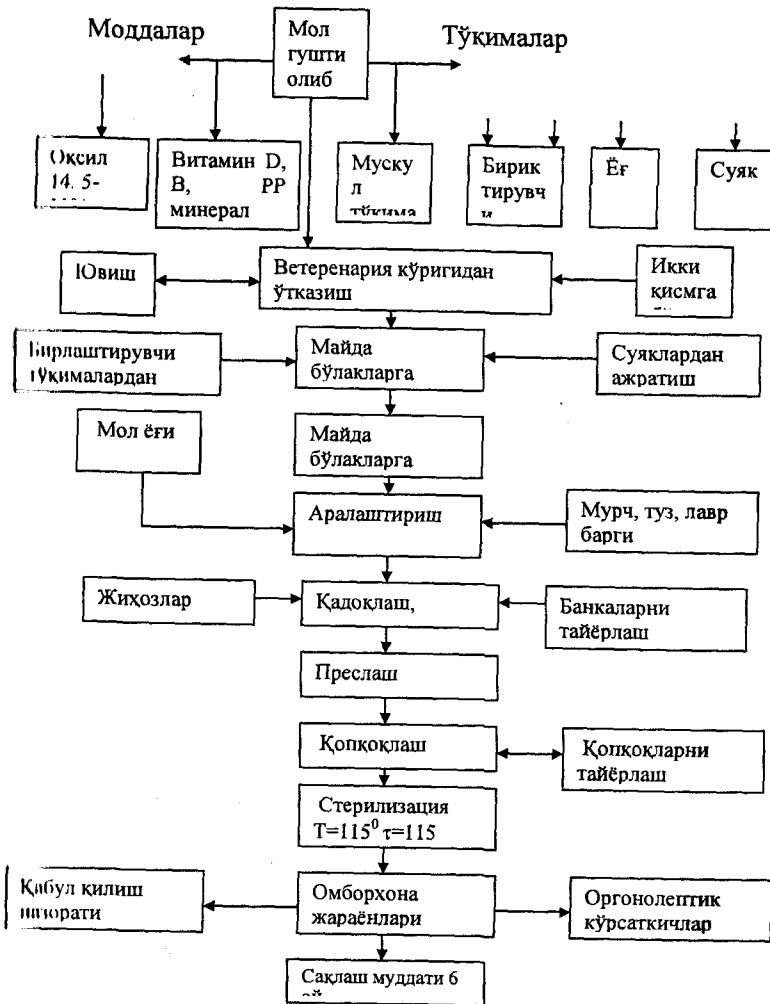 Моддалар
Мол
гушти
олиб
Тўқималар
Оқсил
14. 5-
Витамин D,
B, PP
минерал
Муску
л
тўқима
Бирик
тирувч
и
Ёғ
Суяк
Ювиш
Ветеренария кўригидан
ўтказиш
Икки
қисмга
Бирлаштирувчи
тўқималардан
Майда
бўлакларга
Суяклардан
ажратиш
Мол ёғи
Майда
бўлакларга
Аралаштириш
Мурч, туз, лавр
барги
Жиҳозлар
Қадоқлаш,
Банкаларни
тайёрлаш
Преслаш
Қопқоқлаш
Қопқоқларни
тайёрлаш
Стерилизация
T=115⁰ τ=115
Қабул қилиш
назорати
Омборхона
жараёнлари
Оргонолептик
кўрсаткичлар
Сақлаш муддати 6
ой